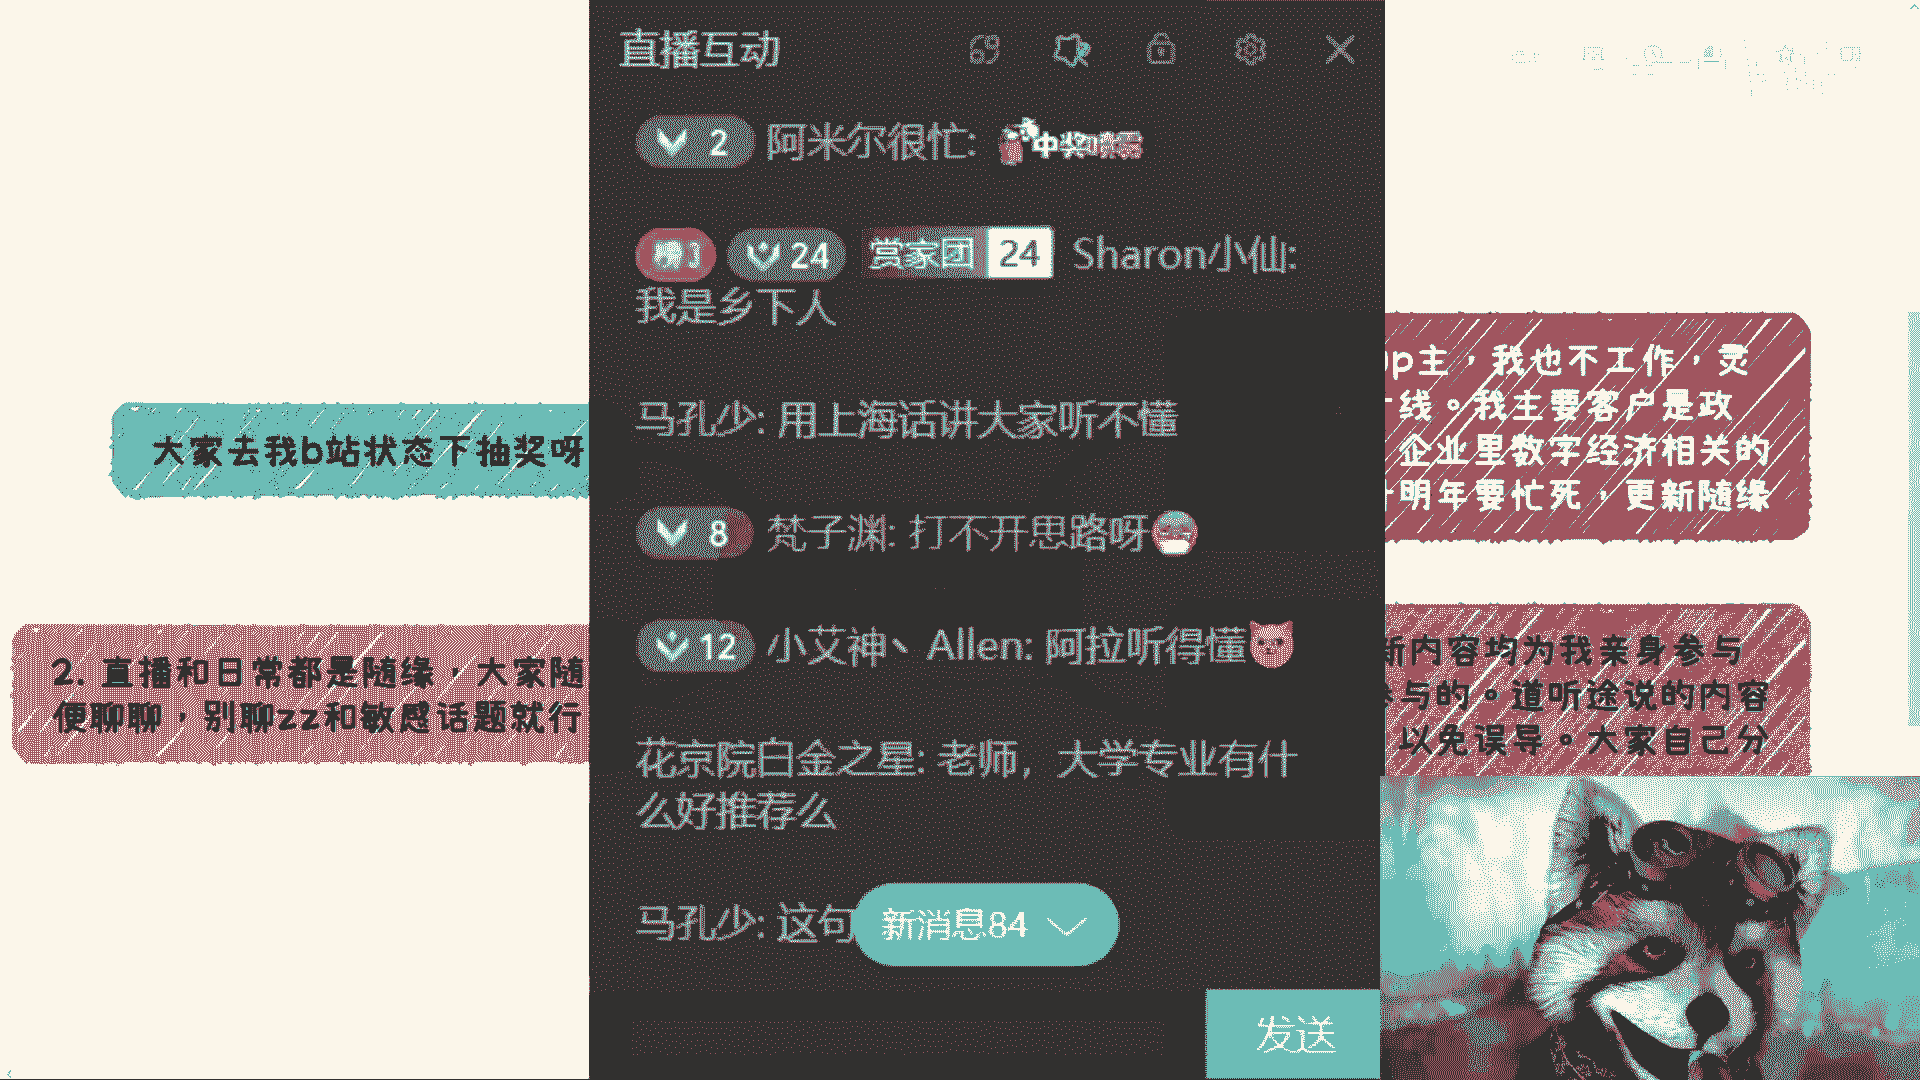 直播互动
2 阿米尔很忙: 中奖喷雾
榜3 24 赏家团 24 Sharon小仙:
我是乡下人
马孔少: 用上海话讲大家听不懂
8 梵子渊: 打不开思路呀
12 小艾神丶Allen: 阿拉听得懂
花京院白金之星: 老师，大学专业有什
么好推荐么
马孔少: 这句
新消息84
发送
大家去我b站状态下抽奖呀
2. 直播和日常都是随缘，大家随
便聊聊，别聊zz和敏感话题就行
up主，我也不工作，灵
线。我主要客户是政
企业里数字经济相关的
明年要忙死，更新随缘
新内容均为我亲身参与
参与的。道听途说的内容
以免误导。大家自己分